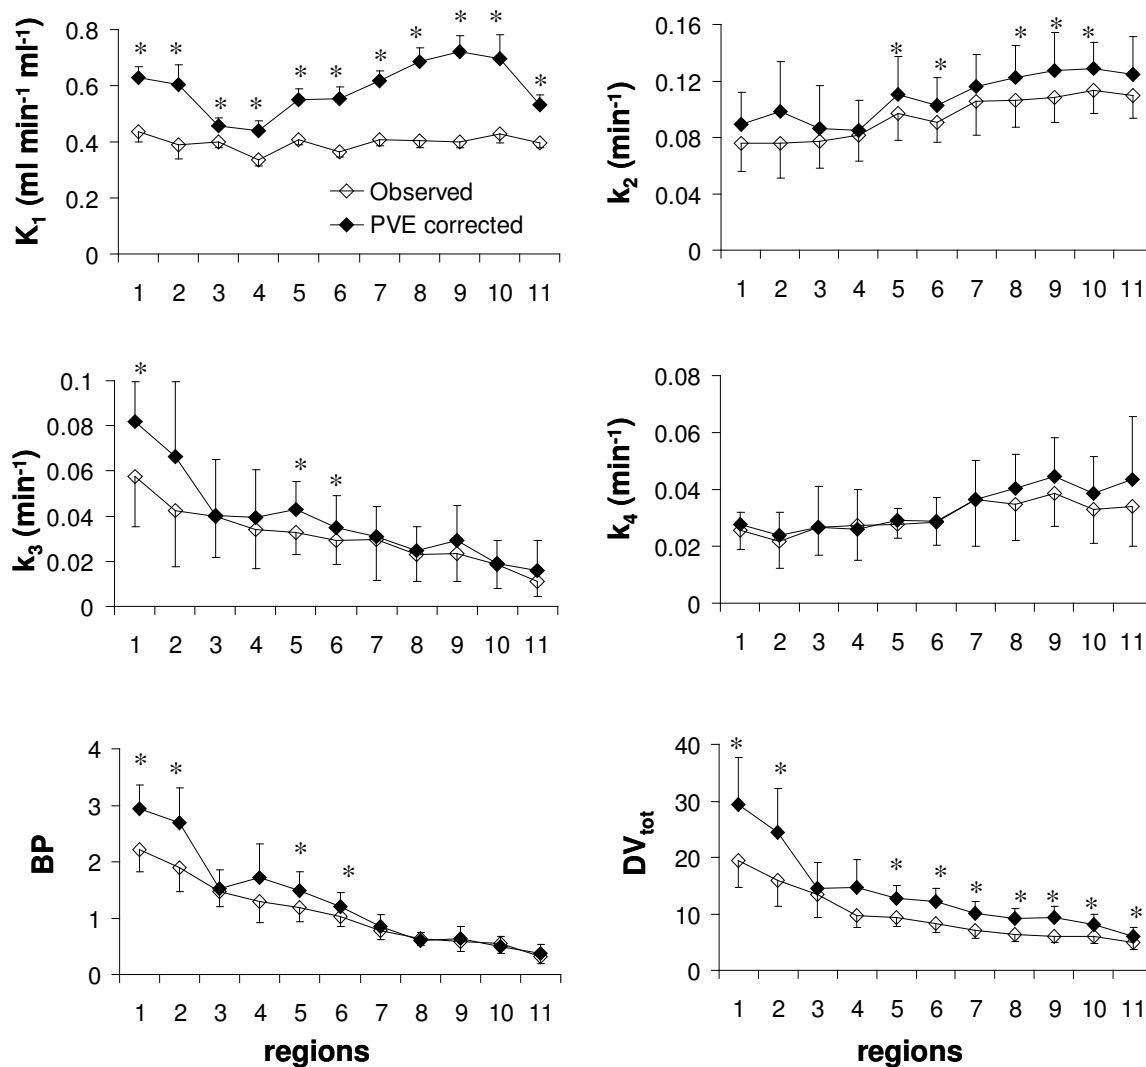 K1 (ml min-1 ml-1)
0.8
0.6
0.4
0.2
0
* * * * * * * * * * *
Observed
PVE corrected
1 2 3 4 5 6 7 8 9 10 11
k2 (min-1)
0.16
0.12
0.08
0.04
0
* * * * *
1 2 3 4 5 6 7 8 9 10 11
k3 (min-1)
0.1
0.08
0.06
0.04
0.02
0
* * *
1 2 3 4 5 6 7 8 9 10 11
k4 (min-1)
0.08
0.06
0.04
0.02
0
1 2 3 4 5 6 7 8 9 10 11
BP
4
3
2
1
0
* * * *
1 2 3 4 5 6 7 8 9 10 11
regions
DVtot
40
30
20
10
0
* * * * * * * * *
1 2 3 4 5 6 7 8 9 10 11
regions